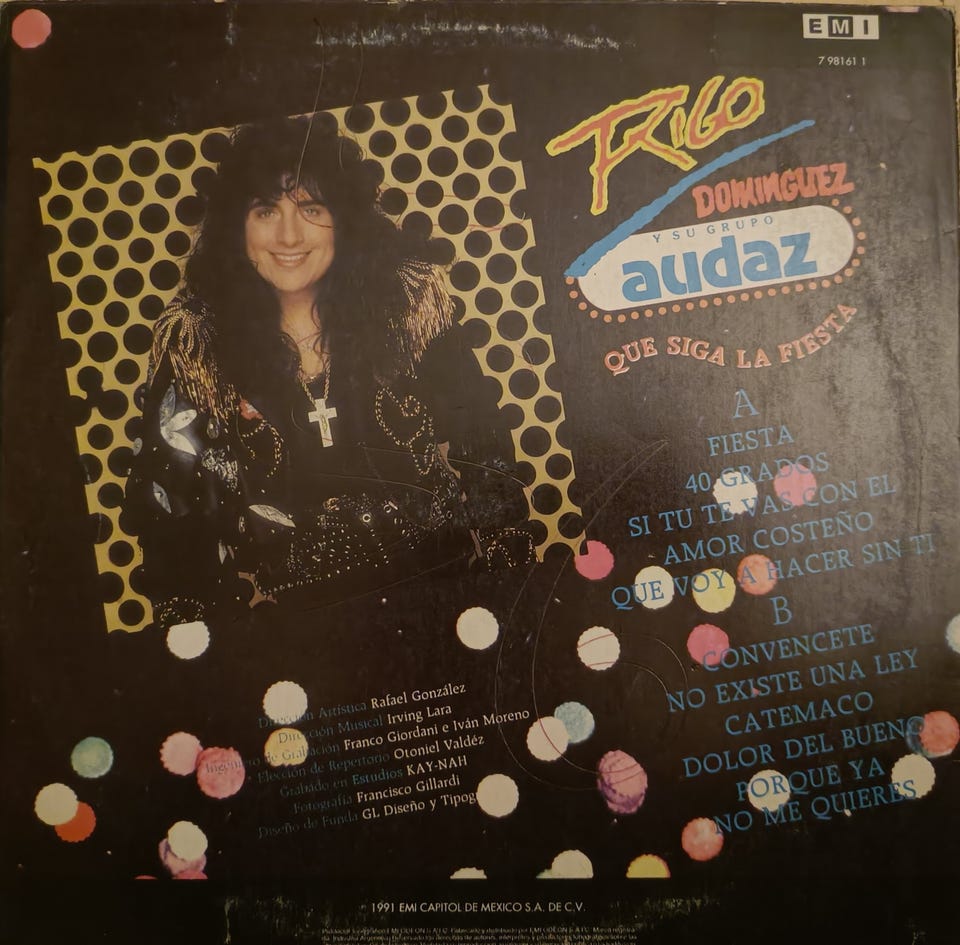 EMI
7 98161 1
RIGO
DOMINGUEZ
Y SU GRUPO
audaz
QUE SIGA LA FIESTA
A
FIESTA
40 GRADOS
SI TU TE VAS CON EL
AMOR COSTEÑO
QUE VOY A HACER SIN TI
B
CONVENCETE
NO EXISTE UNA LEY
CATEMACO
DOLOR DEL BUENO
PORQUE YA
NO ME QUIERES
Dirección Artística Rafael González
Dirección Musical Irving Lara
Ingeniero de Grabación Franco Giordani e Iván Moreno
Elección de Repertorio Otoniel Valdéz
Grabado en Estudios KAY-NAH
Fotografía Francisco Gillardi
Diseño de Funda GL Diseño y Tipog
1991 EMI CAPITOL DE MEXICO S.A. DE C.V.